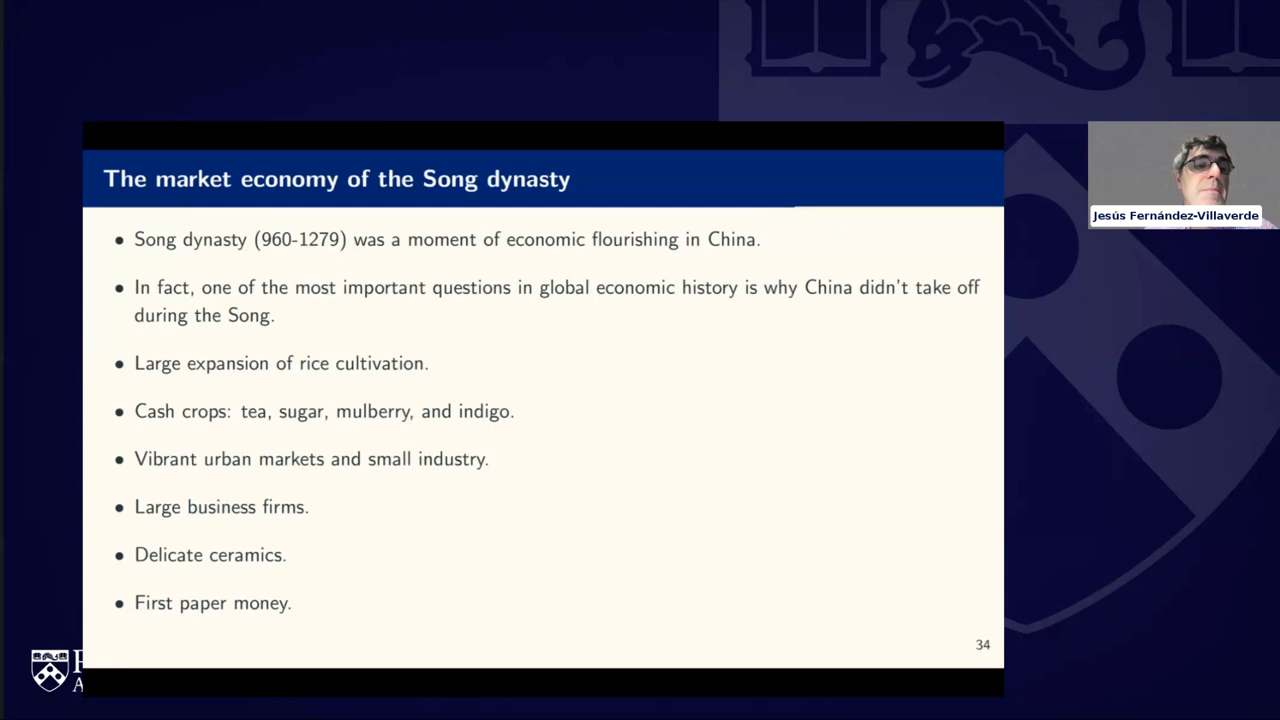 The market economy of the Song dynasty
• Song dynasty (960-1279) was a moment of economic flourishing in China.
• In fact, one of the most important questions in global economic history is why China didn't take off
during the Song.
• Large expansion of rice cultivation.
• Cash crops: tea, sugar, mulberry, and indigo.
• Vibrant urban markets and small industry.
• Large business firms.
• Delicate ceramics.
• First paper money.
34
Jesús Fernández-Villaverde